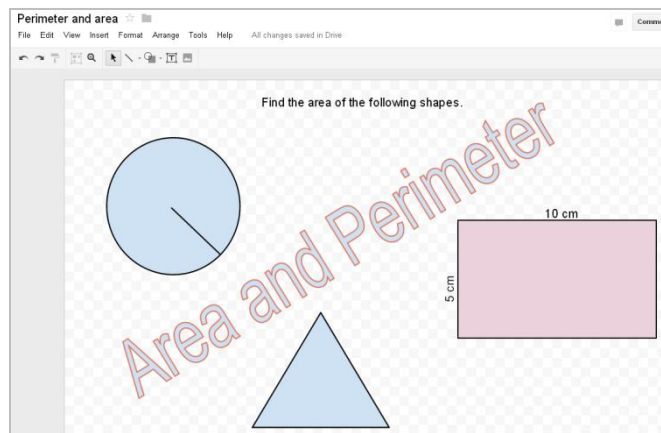 Perimeter and area
Comme
File Edit View Insert Format Arrange Tools Help All changes saved in Drive
Find the area of the following shapes.
Area and Perimeter
10 cm
5 cm